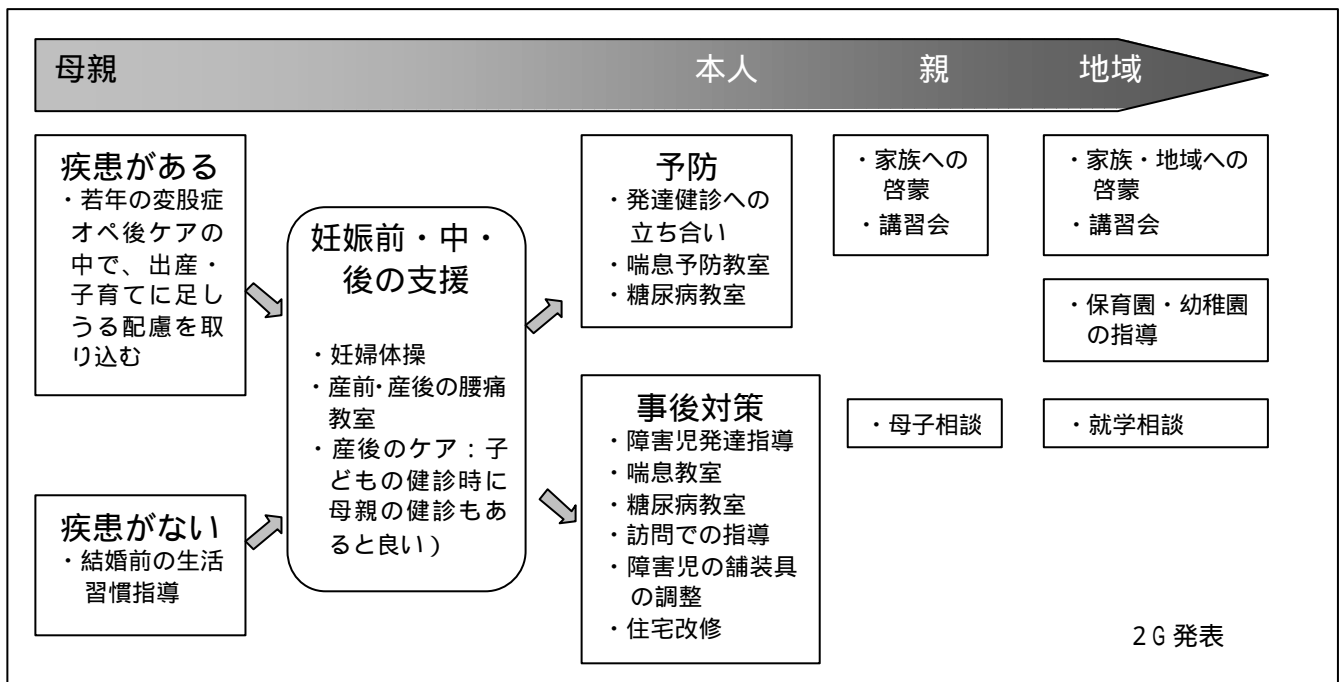 母親
本人
親
地域
疾患がある
・若年の変股症
オペ後ケアの
中で、出産・
子育てに足し
うる配慮を取
り込む
疾患がない
・結婚前の生活
習慣指導
妊娠前・中・
後の支援
・妊婦体操
・産前・産後の腰痛
教室
・産後のケア：子
どもの健診時に
母親の健診もあ
ると良い）
予防
・発達健診への
立ち合い
・喘息予防教室
・糖尿病教室
事後対策
・障害児発達指導
・喘息教室
・糖尿病教室
・訪問での指導
・障害児の舗装具
の調整
・住宅改修
・家族への
啓蒙
・講習会
・母子相談
・家族・地域への
啓蒙
・講習会
・保育園・幼稚園
の指導
・就学相談
2G発表